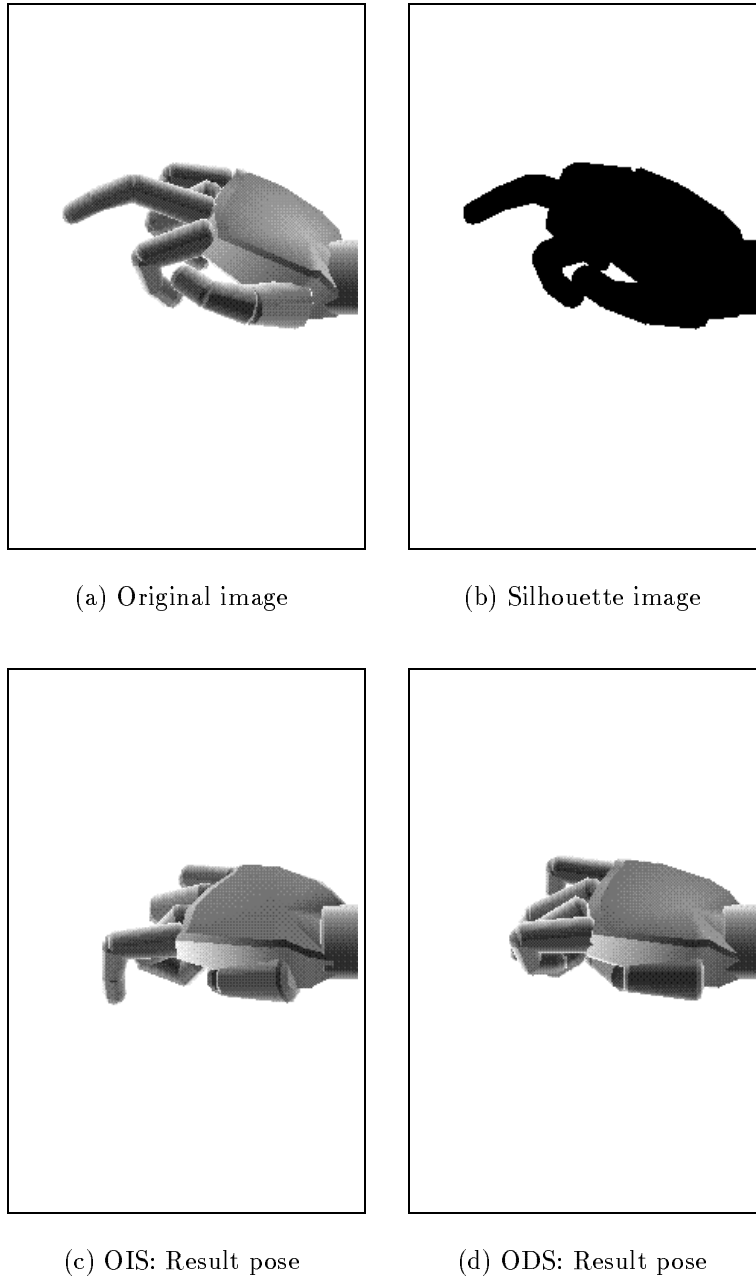 (a) Original image
(b) Silhouette image
(c) OIS: Result pose
(d) ODS: Result pose